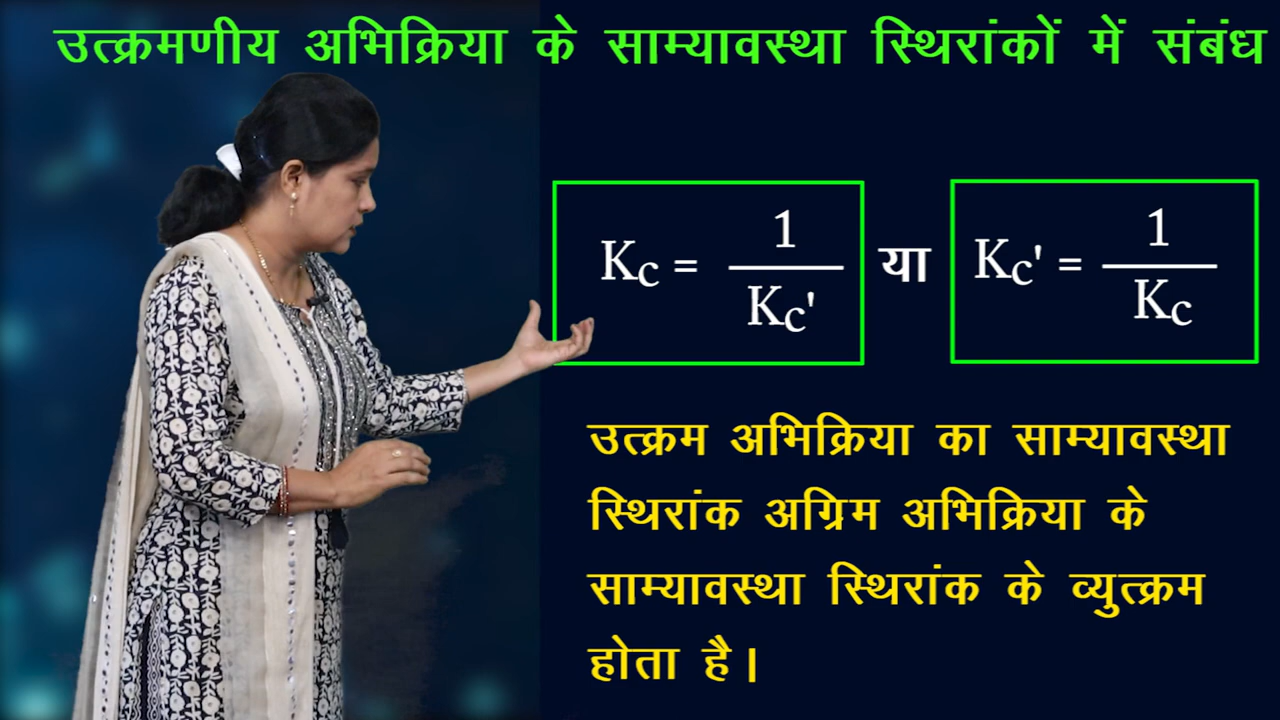 उत्क्रमणीय अभिक्रिया के साम्यावस्था स्थिरांकों में संबंध
Kc = 1/Kc' या Kc' = 1/Kc
उत्क्रम अभिक्रिया का साम्यावस्था
स्थिरांक अग्रिम अभिक्रिया के
साम्यावस्था स्थिरांक के व्युत्क्रम
होता है।